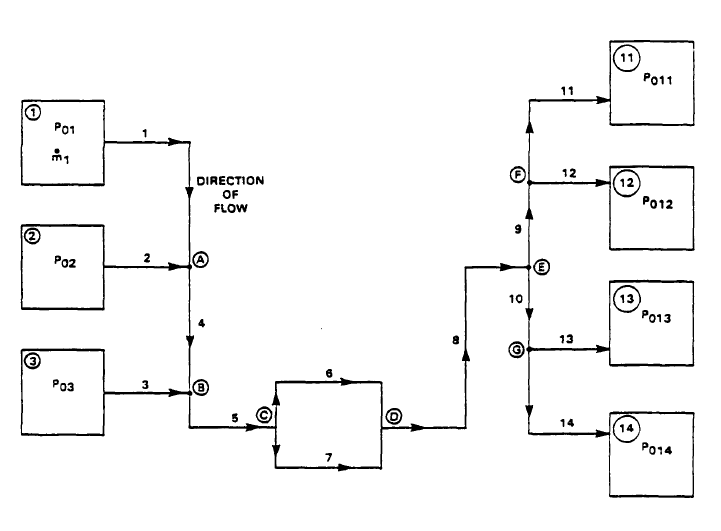 11
P011
11
1
P01
ṁ1
1
DIRECTION
OF
FLOW
F
12
12
P012
2
P02
2
A
9
E
10
13
P013
4
8
G
13
3
P03
3
B
6
5
C
D
7
14
14
P014